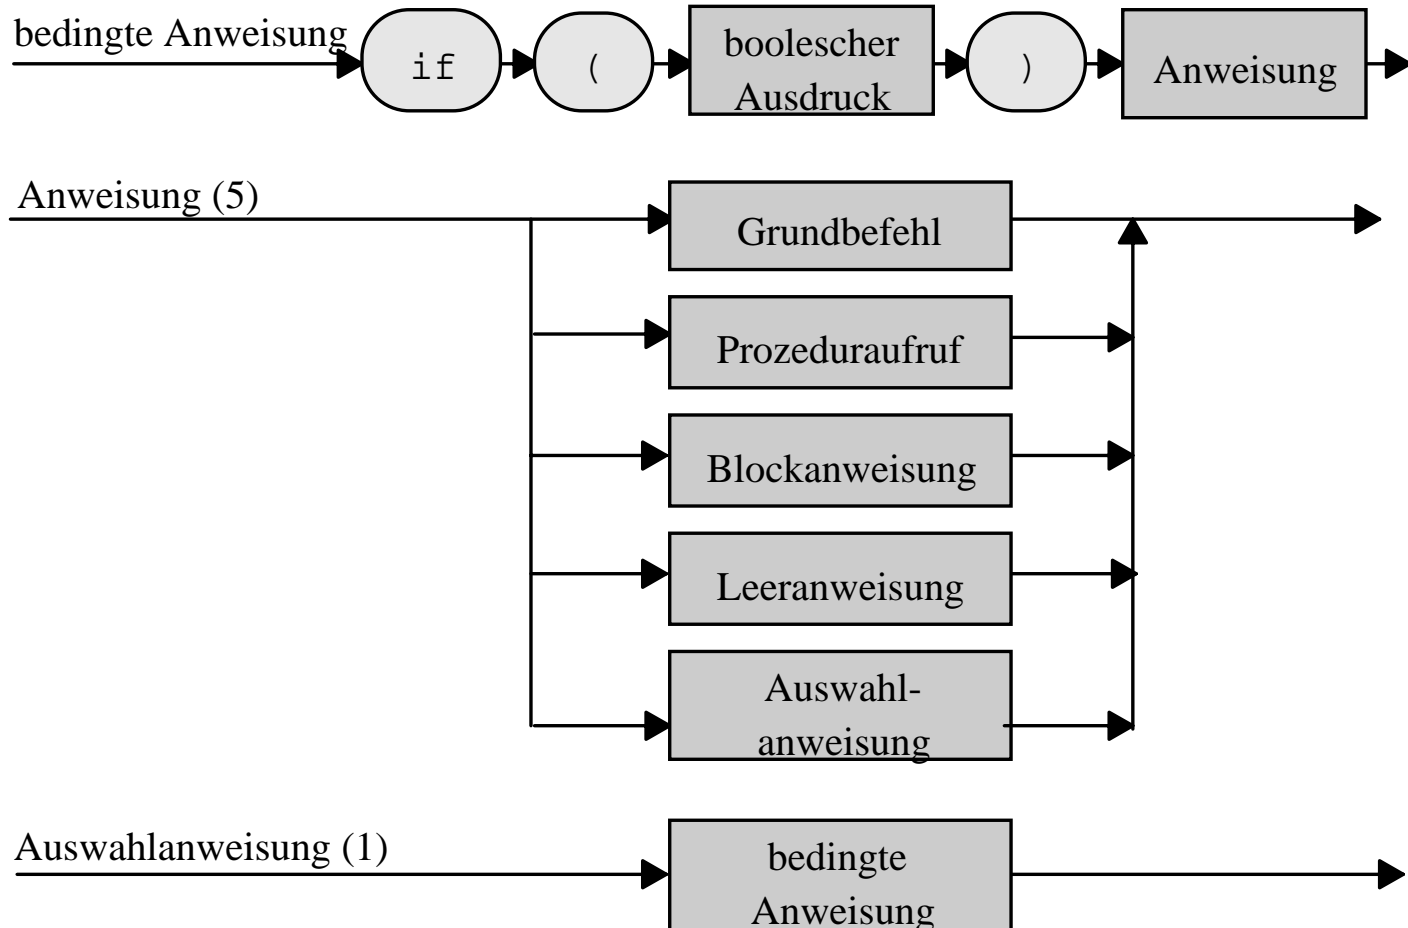 bedingte Anweisung
if
(
boolescher
Ausdruck
)
Anweisung
Anweisung (5)
Grundbefehl
Prozeduraufruf
Blockanweisung
Leeranweisung
Auswahl-
anweisung
Auswahlanweisung (1)
bedingte
Anweisung